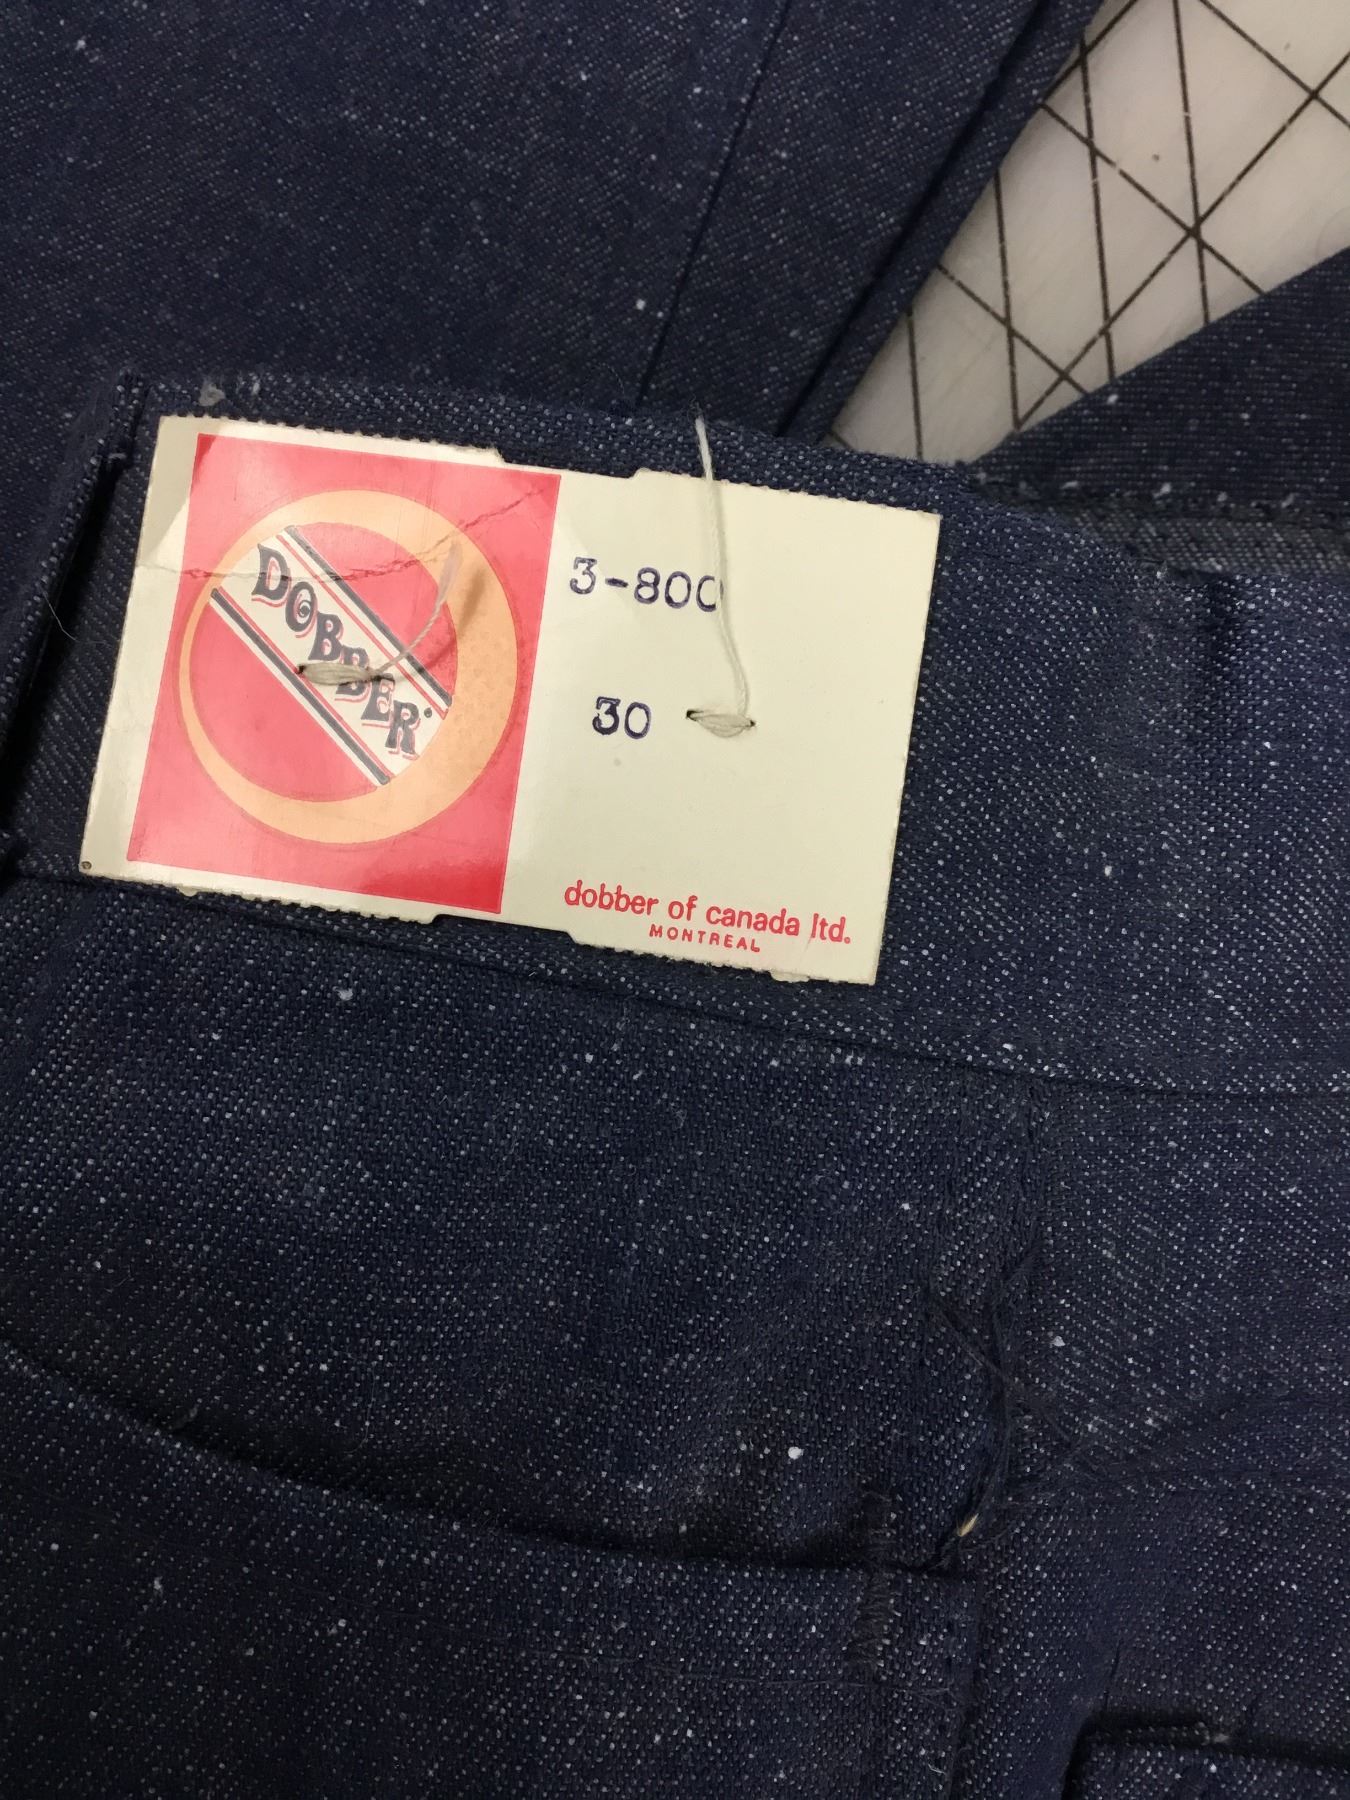 DOBBER
3-800
30
dobber of canada ltd.
MONTREAL